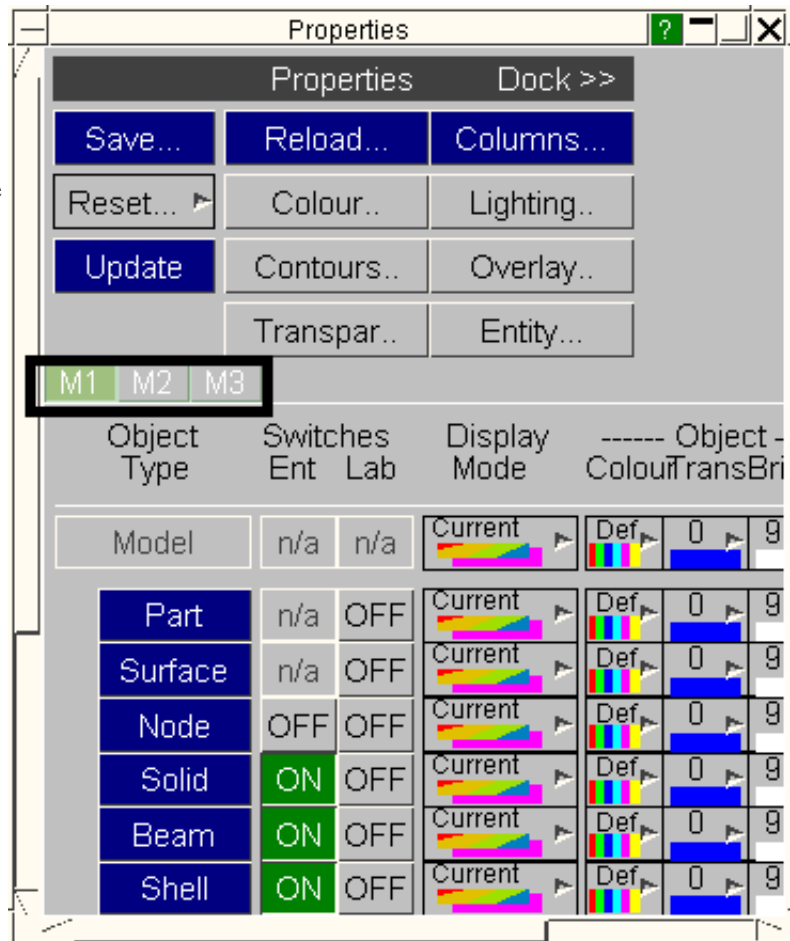 Properties ?
Properties Dock >>
Save... Reload... Columns...
Reset... Colour.. Lighting..
Update Contours.. Overlay..
Transpar.. Entity...
M1 M2 M3
Object Switches Display ------ Object -
Type Ent Lab Mode Colour Trans Bri
Model n/a n/a Current Def 0 9
Part n/a OFF Current Def 0 9
Surface n/a OFF Current Def 0 9
Node OFF OFF Current Def 0 9
Solid ON OFF Current Def 0 9
Beam ON OFF Current Def 0 9
Shell ON OFF Current Def 0 9